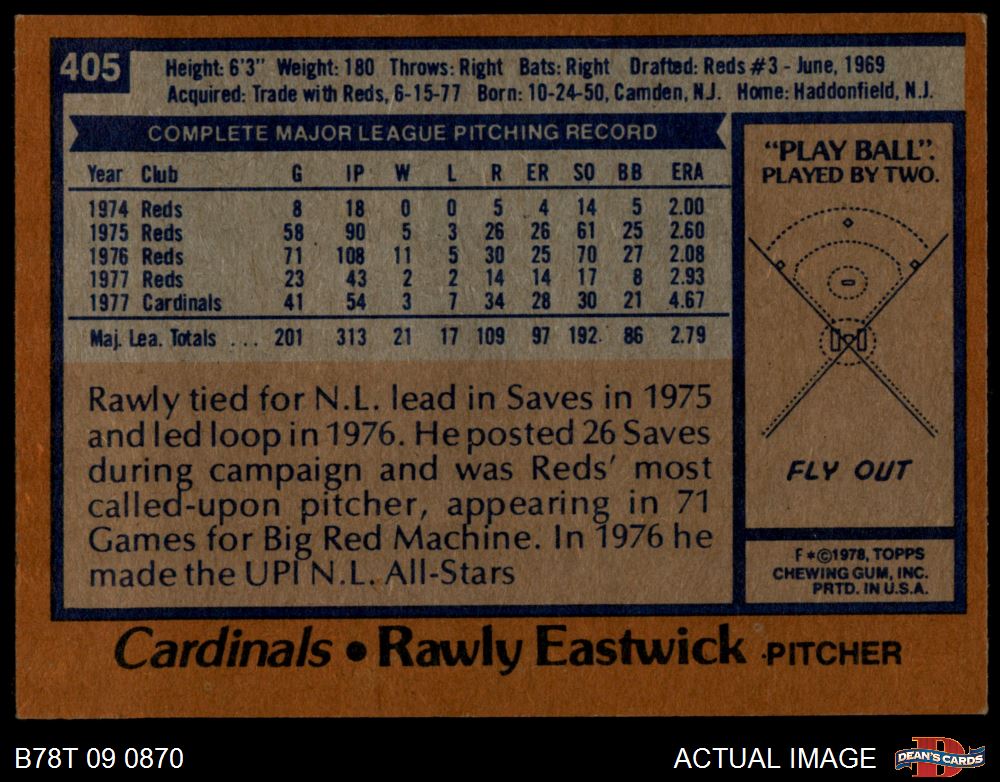 405
Height: 6'3" Weight: 180 Throws: Right Bats: Right Drafted: Reds #3 - June, 1969
Acquired: Trade with Reds, 6-15-77 Born: 10-24-50, Camden, N.J. Home: Haddonfield, N.J.
COMPLETE MAJOR LEAGUE PITCHING RECORD
Year Club G IP W L R ER SO BB ERA
1974 Reds 8 18 0 0 5 4 14 5 2.00
1975 Reds 58 90 5 3 26 26 61 25 2.60
1976 Reds 71 108 11 5 30 25 70 27 2.08
1977 Reds 23 43 2 2 14 14 17 8 2.93
1977 Cardinals 41 54 3 7 34 28 30 21 4.67
Maj. Lea. Totals ... 201 313 21 17 109 97 192. 86 2.79
Rawly tied for N.L. lead in Saves in 1975
and led loop in 1976. He posted 26 Saves
during campaign and was Reds' most
called-upon pitcher, appearing in 71
Games for Big Red Machine. In 1976 he
made the UPI N.L. All-Stars
"PLAY BALL".
PLAYED BY TWO.
FLY OUT
F*©1978, TOPPS
CHEWING GUM, INC.
PRTD. IN U.S.A.
Cardinals • Rawly Eastwick PITCHER
B78T 09 0870
ACTUAL IMAGE
D
DEAN'S CARDS